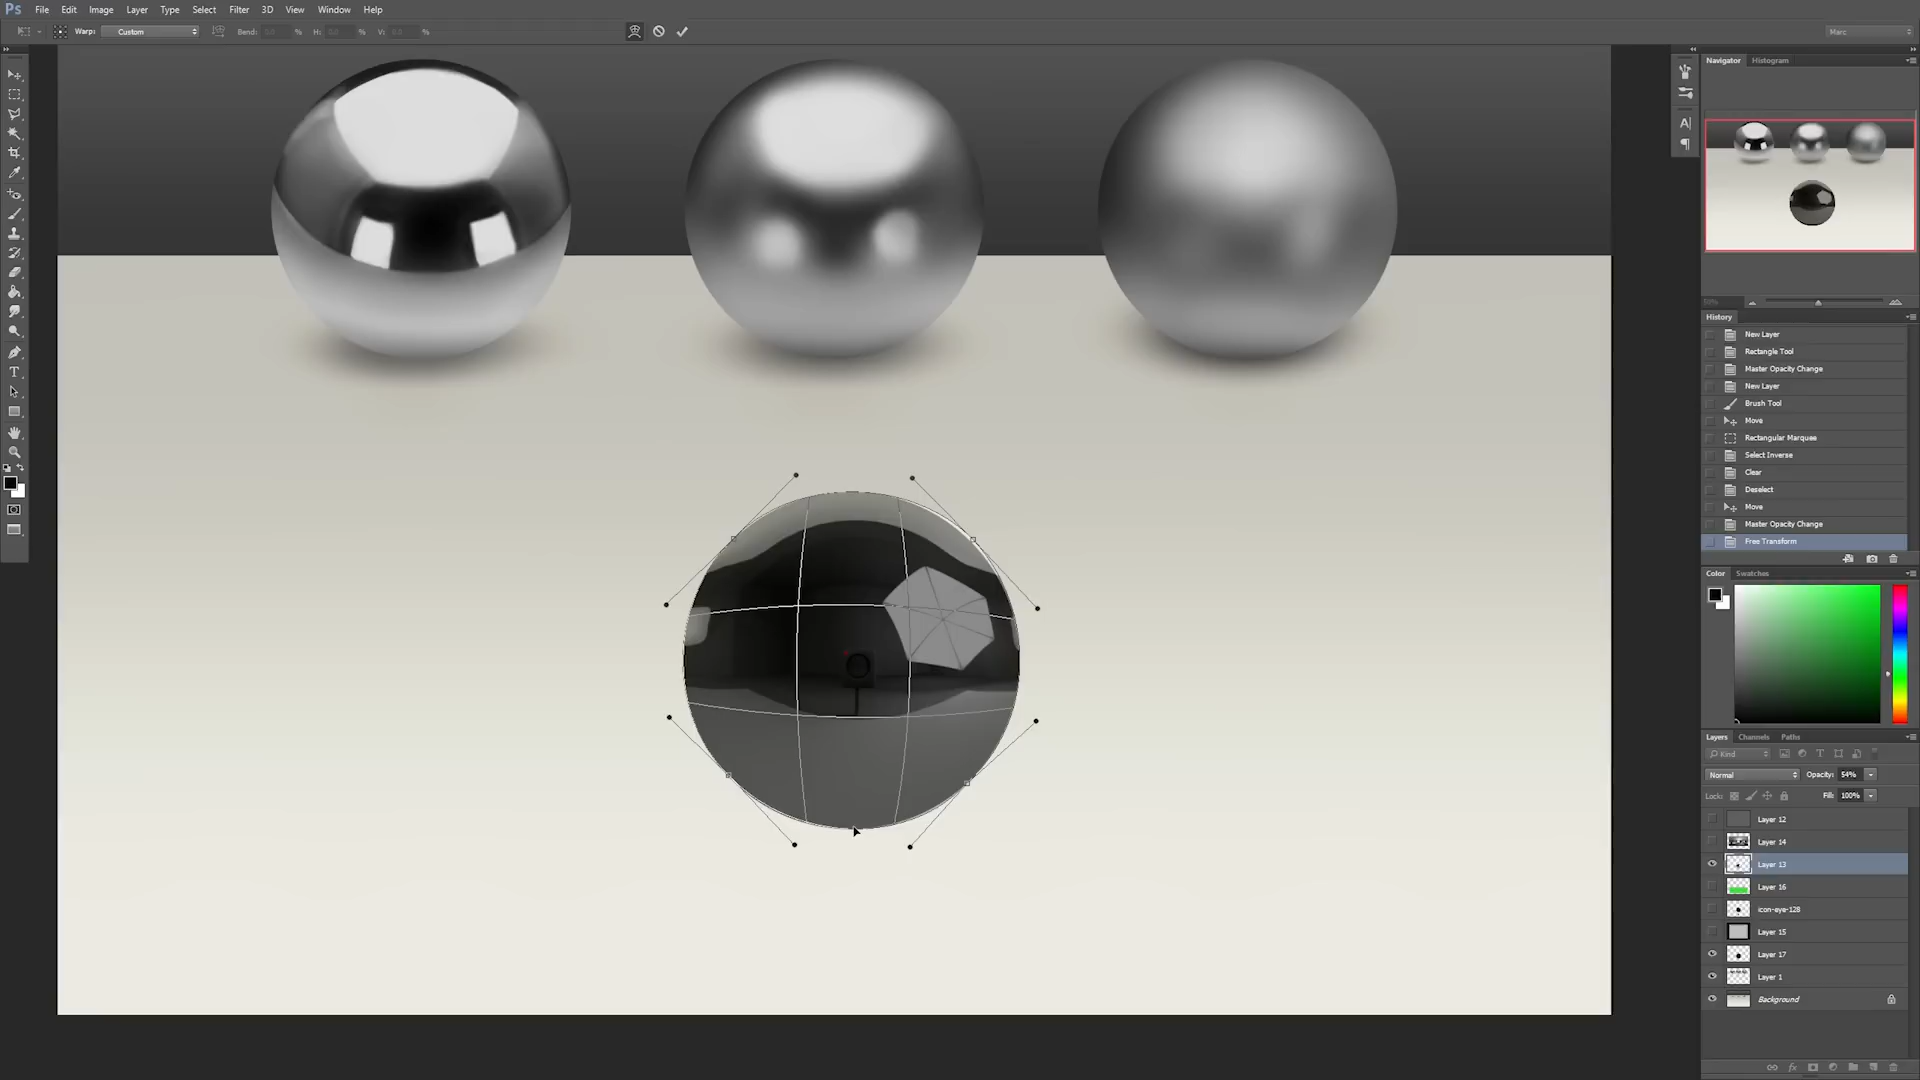 Ps File Edit Image Layer Type Select Filter 3D View Window Help
Warp: Custom Bend: % H: % V: % Marc
Navigator Histogram
History
New Layer
Rectangle Tool
Master Opacity Change
New Layer
Brush Tool
Move
Rectangular Marquee
Select Inverse
Clear
Deselect
Move
Master Opacity Change
Free Transform
Color Swatches
Layers Channels Paths
Kind
Normal Opacity: 54%
Lock: Fill: 100%
Layer 12
Layer 14
Layer 13
Layer 16
icon-eye-128
Layer 15
Layer 17
Layer 1
Background